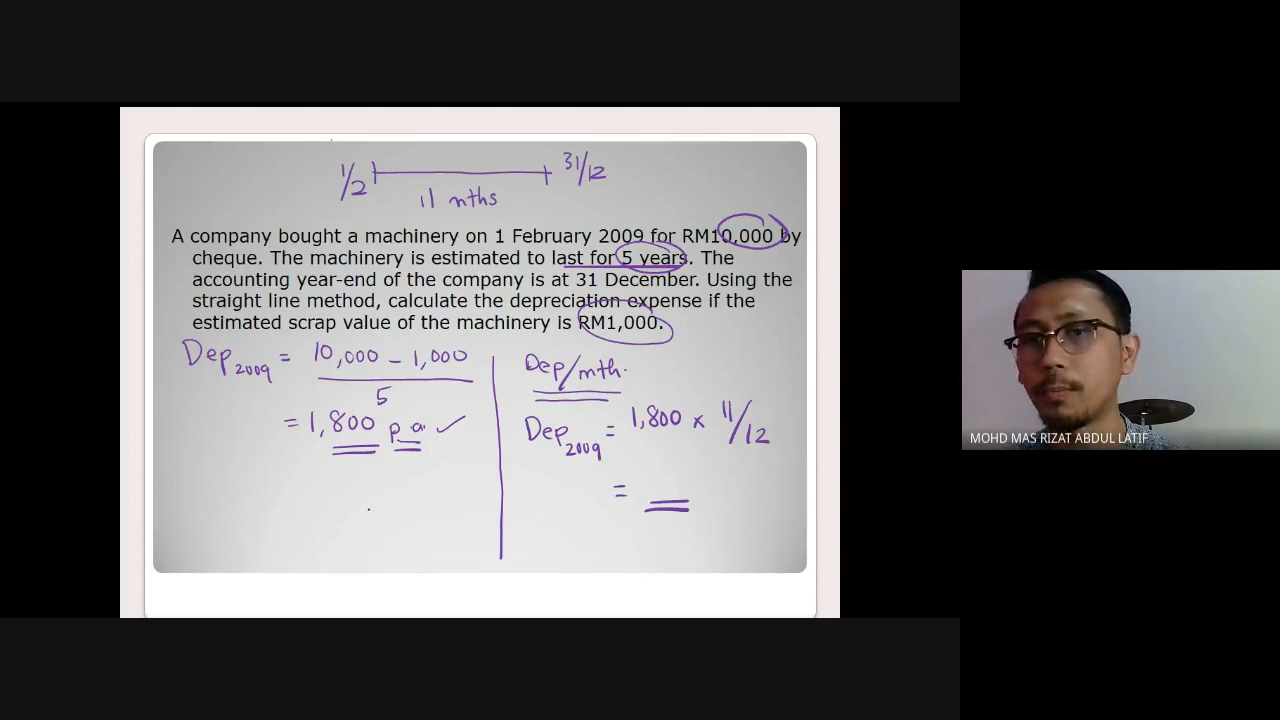 1/2 31/12
11 mths
A company bought a machinery on 1 February 2009 for RM10,000 by
cheque. The machinery is estimated to last for 5 years. The
accounting year-end of the company is at 31 December. Using the
straight line method, calculate the depreciation expense if the
estimated scrap value of the machinery is RM1,000.
Dep 2009 = 10,000 - 1,000
5
= 1,800 p.a ✓
Dep/mth.
Dep 2009 = 1,800 x 11/12
=
MOHD MAS RIZAT ABDUL LATIF